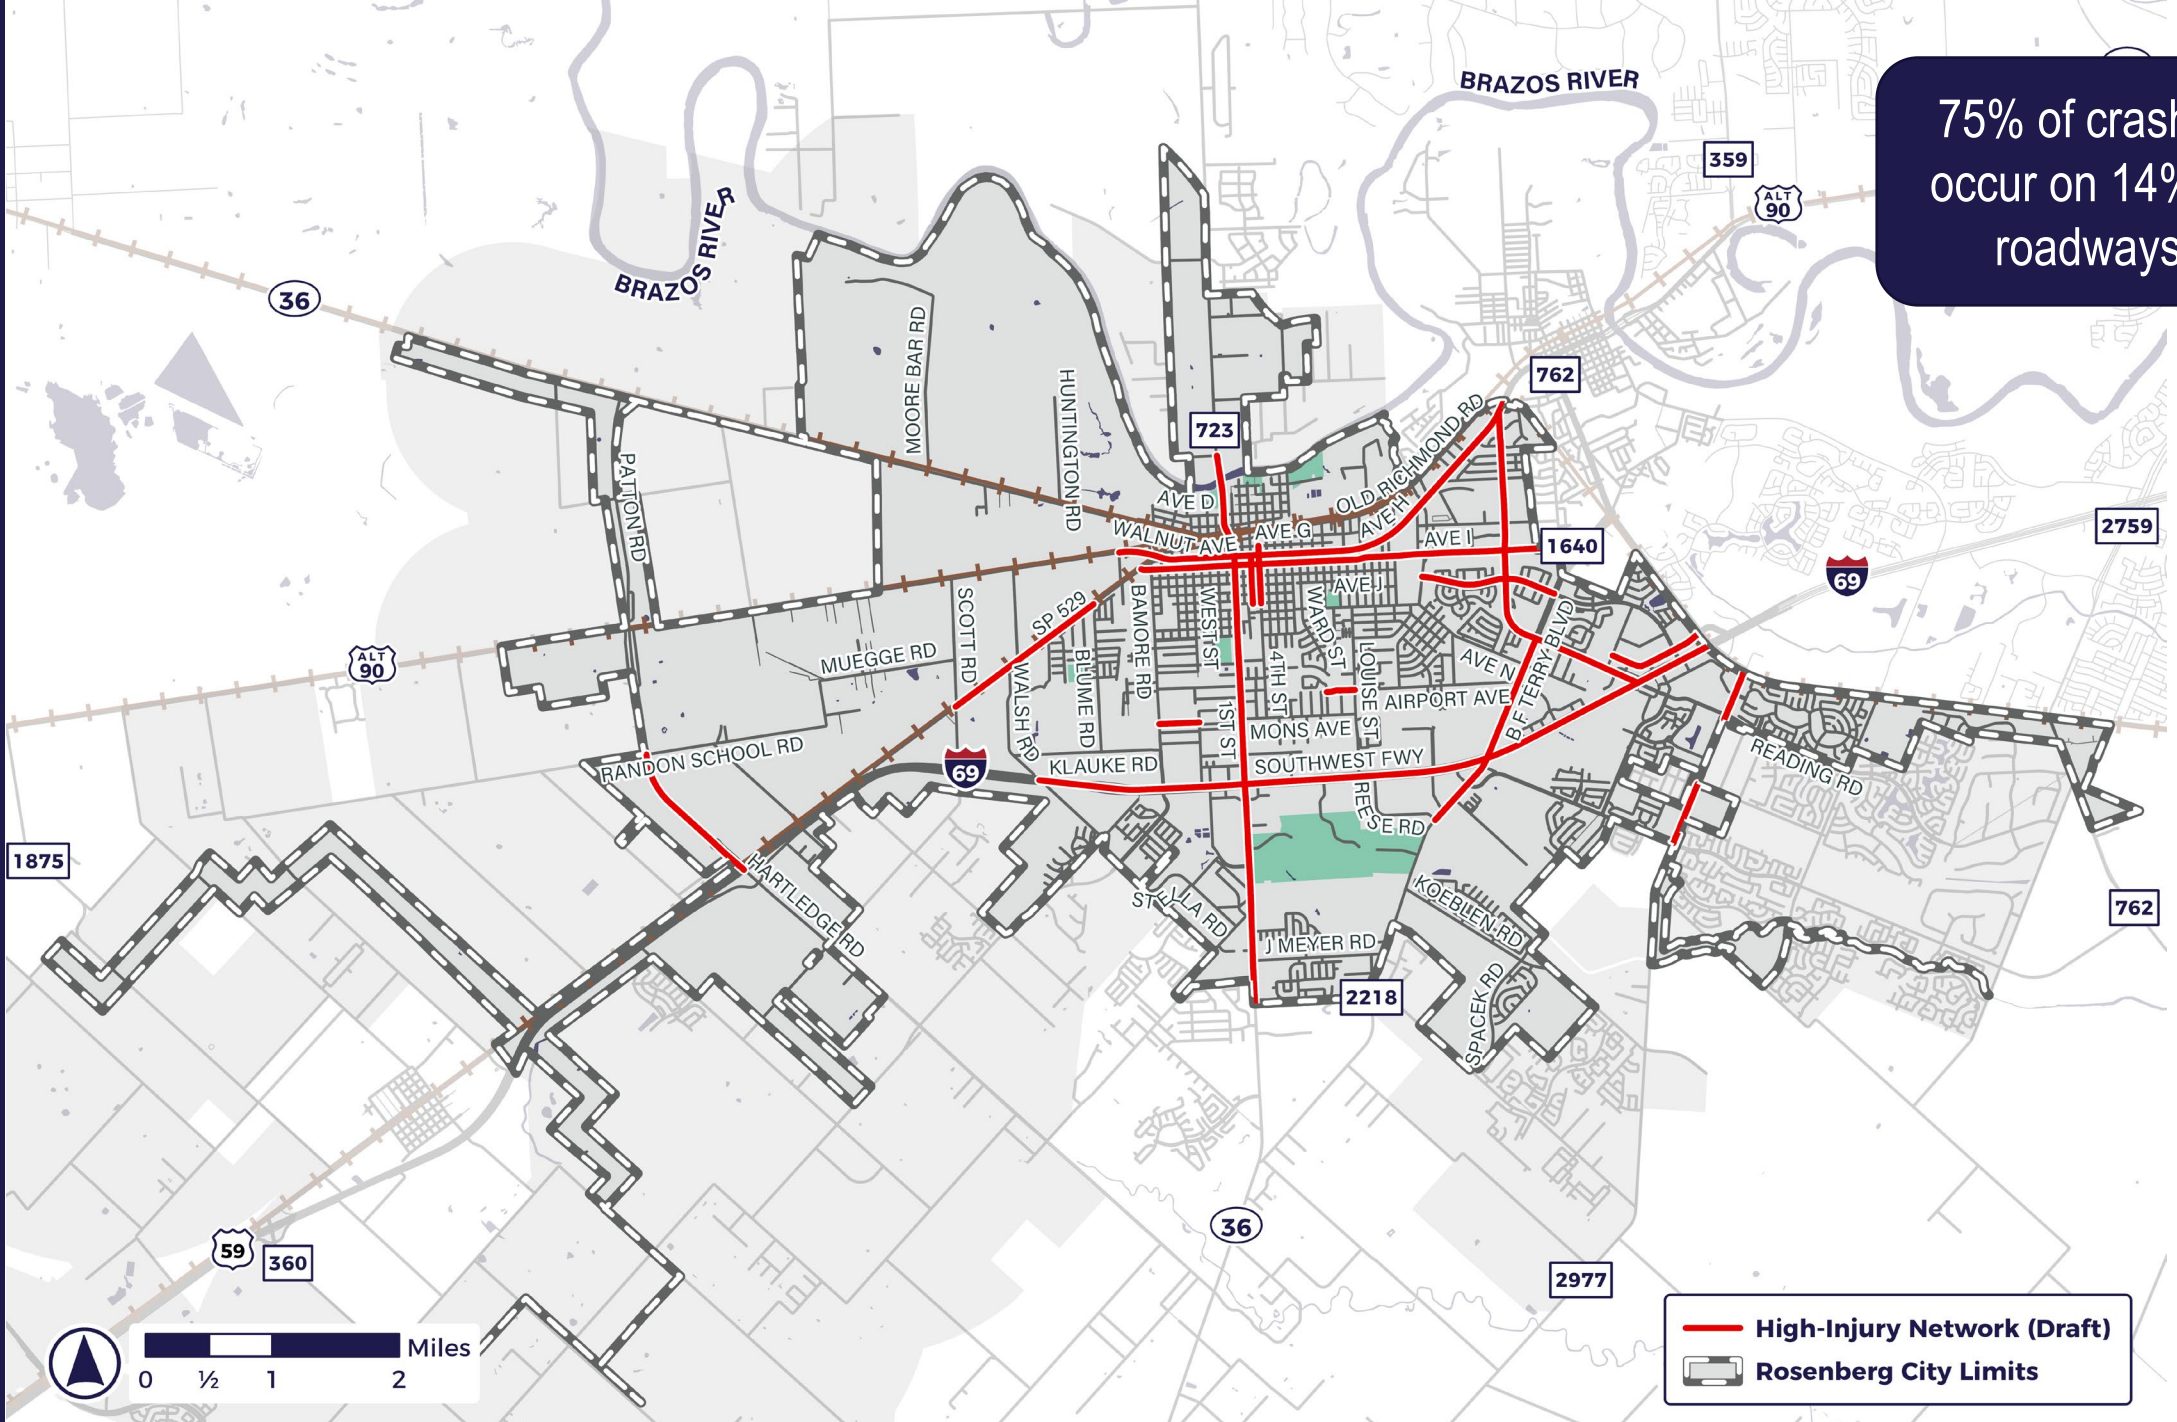 BRAZOS RIVER
75% of crash
occur on 14%
roadways
359
ALT
90
BRAZOS RIVER
36
762
MOORE BAR RD
HUNTINGTON RD
723
OLD RICHMOND RD
PATTON RD
AVE D
AVE H
WALNUT AVE
AVE G
AVE I
1640
2759
69
SP 529
SCOTT RD
BAMORE RD
WEST ST
WARD ST
AVE J
ALT
90
MUEGGE RD
WALSH RD
BLUME RD
4TH ST
LOUISE ST
AVE N
B.F. TERRY BLVD
AIRPORT AVE
1ST ST
MONS AVE
RANDON SCHOOL RD
69
KLAUKE RD
SOUTHWEST FWY
READING RD
REESE RD
1875
HARTLEDGE RD
STELLA RD
KOEBLEN RD
762
J MEYER RD
2218
SPACEK RD
36
59
360
2977
Miles
0 ½ 1 2
High-Injury Network (Draft)
Rosenberg City Limits